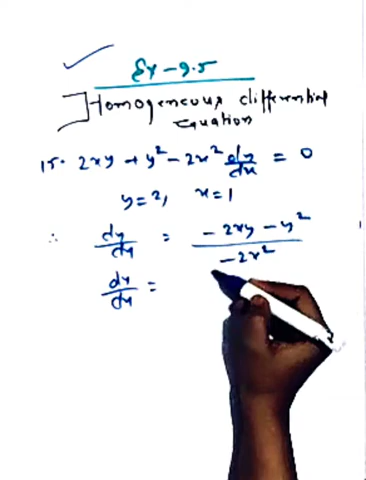 Ex - 9.5
Homogeneous differential
equation
15. 2xy + y² - 2x² dy/dx = 0
y=2, x=1
∴ dy/dx = -2xy - y² / -2x²
dy/dx =